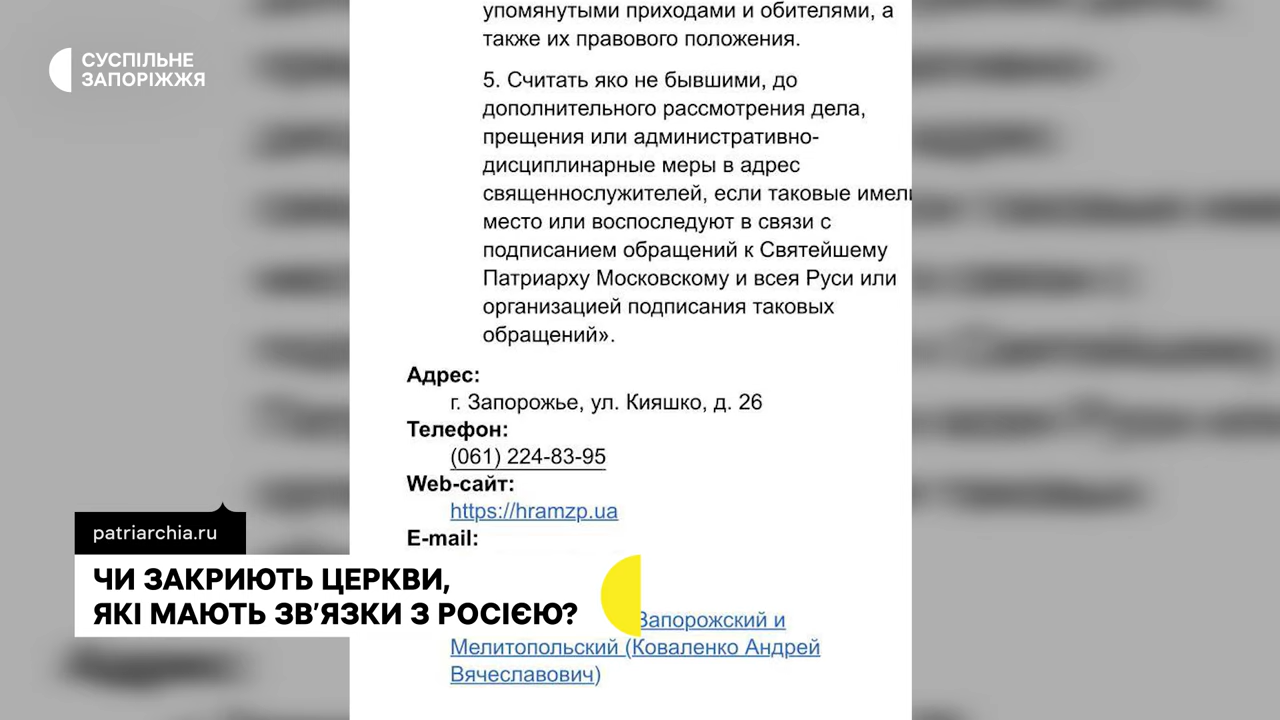 СУСПІЛЬНЕ
ЗАПОРІЖЖЯ
упомянутыми приходами и обителями, а
также их правового положения.
5. Считать яко не бывшими, до
дополнительного рассмотрения дела,
прещения или административно-
дисциплинарные меры в адрес
священнослужителей, если таковые имели
место или воспоследуют в связи с
подписанием обращений к Святейшему
Патриарху Московскому и всея Руси или
организацией подписания таковых
обращений».
Адрес:
г. Запорожье, ул. Кияшко, д. 26
Телефон:
(061) 224-83-95
Web-сайт:
https://hramzp.ua
E-mail:
patriarchia.ru
ЧИ ЗАКРИЮТЬ ЦЕРКВИ,
ЯКІ МАЮТЬ ЗВ’ЯЗКИ З РОСІЄЮ?
Запорожский и
Мелитопольский (Коваленко Андрей
Вячеславович)